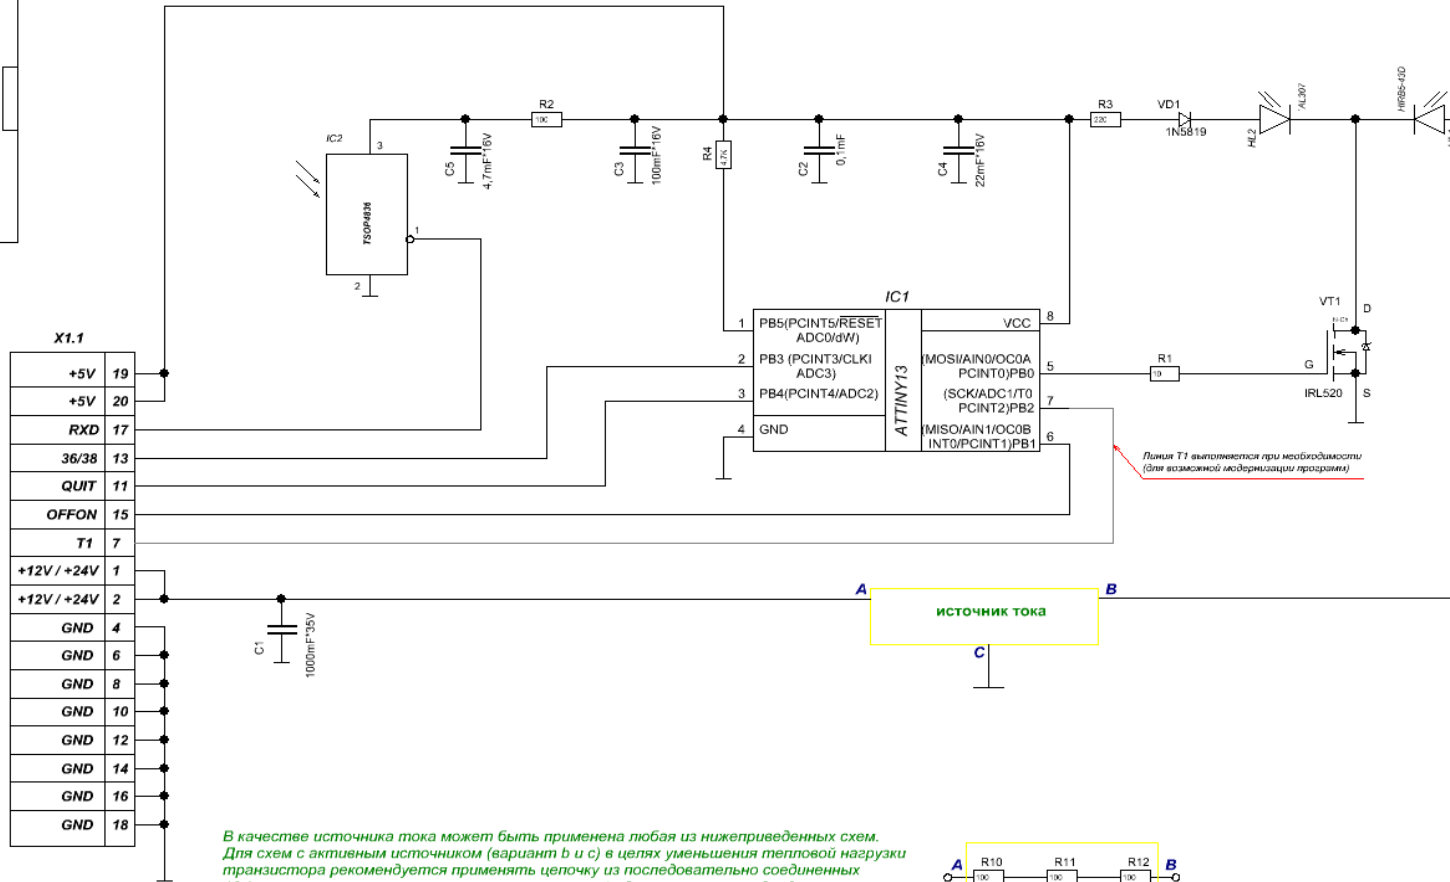 IC2
3
TSOP4836
1
2
C5
4,7mF*16V
R2
100
C3
100mF*16V
R4
4.7K
C2
0,1mF
C4
22mF*16V
R3
220
VD1
1N5819
HL2
AL307
HIRB5-43D
IC1
ATTINY13
1 PB5(PCINT5/RESET
ADC0/dW)
2 PB3 (PCINT3/CLKI
ADC3)
3 PB4(PCINT4/ADC2)
4 GND
VCC 8
(MOSI/AIN0/OC0A
PCINT0)PB0 5
(SCK/ADC1/T0
PCINT2)PB2 7
(MISO/AIN1/OC0B
INT0/PCINT1)PB1 6
R1
10
VT1
D
G
IRL520 S
Линия Т1 выполняется при необходимости
(для возможной модернизации программ)
X1.1
+5V 19
+5V 20
RXD 17
36/38 13
QUIT 11
OFFON 15
T1 7
+12V / +24V 1
+12V / +24V 2
GND 4
GND 6
GND 8
GND 10
GND 12
GND 14
GND 16
GND 18
C1
1000mF*35V
A
источник тока
B
C
В качестве источника тока может быть применена любая из нижеприведенных схем.
Для схем с активным источником (вариант b и c) в целях уменьшения тепловой нагрузки
транзистора рекомендуется применять цепочку из последовательно соединенных
A R10 R11 R12 B
100 100 100